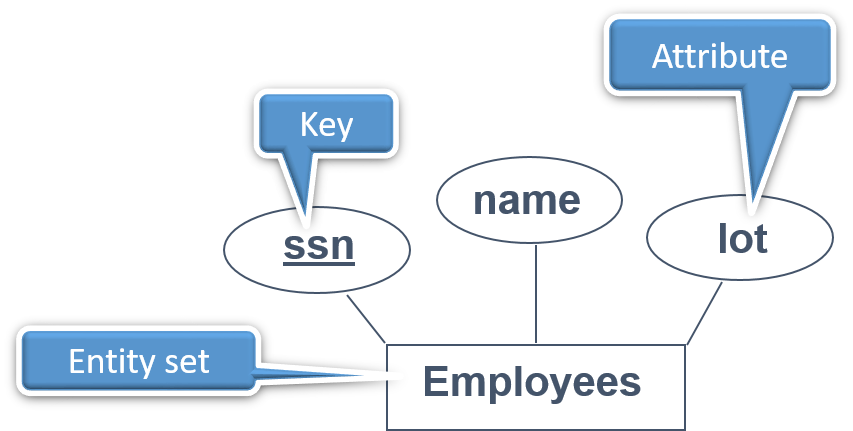 Attribute
Key
name
ssn
lot
Entity set
Employees